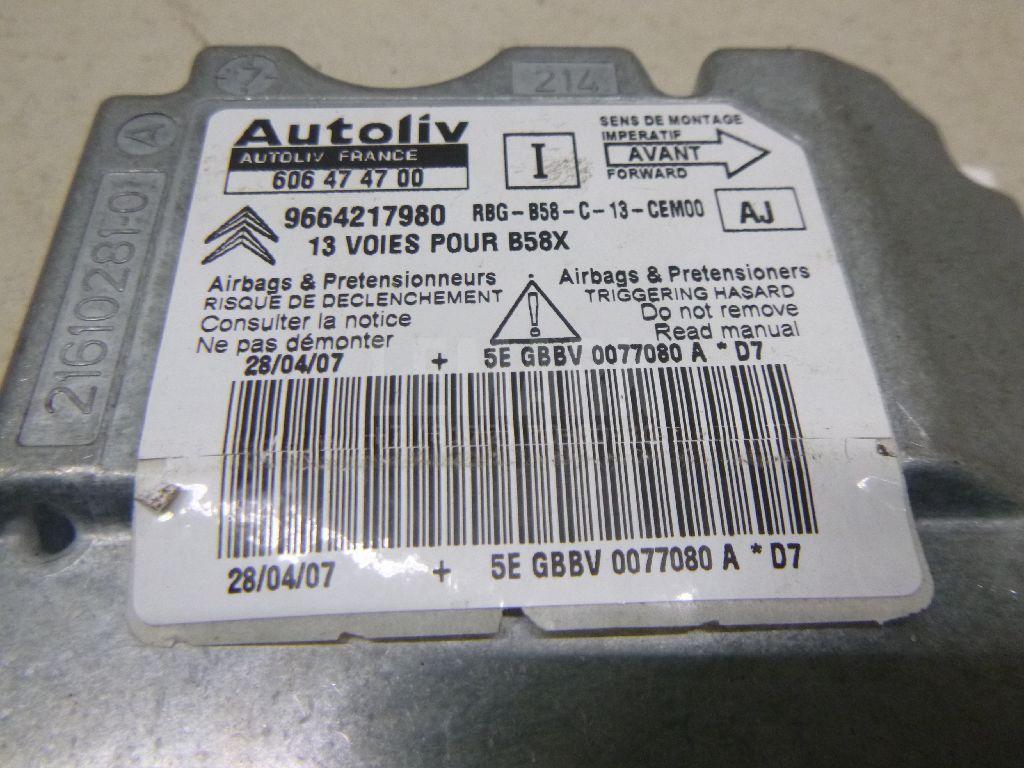 7
214
A
21610281-01
Autoliv
AUTOLIV FRANCE
606 47 47 00
I
SENS DE MONTAGE
IMPERATIF
AVANT
FORWARD
9664217980 RBG-B58-C-13-CEM00 AJ
13 VOIES POUR B58X
Airbags & Pretensionneurs
RISQUE DE DECLENCHEMENT
Consulter la notice
Ne pas démonter
!
Airbags & Pretensioners
TRIGGERING HASARD
Do not remove
Read manual
28/04/07 + 5E GBBV 0077080 A * D7
28/04/07 + 5E GBBV 0077080 A * D7